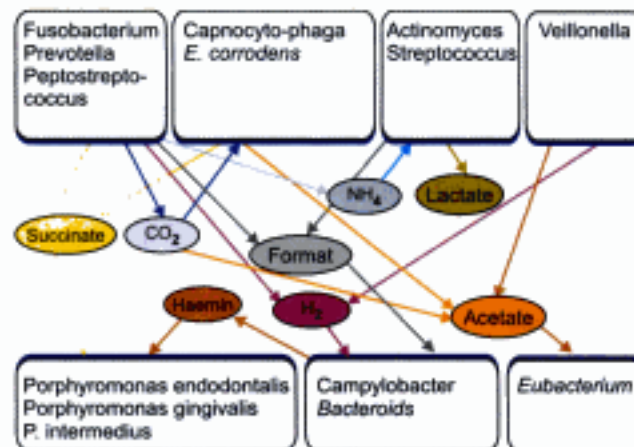 Fusobacterium
Prevotella
Peptostrepto-
coccus
Capnocyto-phaga
E. corrodens
Actinomyces
Streptococcus
Veillonella
NH4
Lactate
Succinate
CO2
Format
Haemin
H2
Acetate
Porphyromonas endodontalis
Porphyromonas gingivalis
P. intermedius
Campylobacter
Bacteroids
Eubacterium